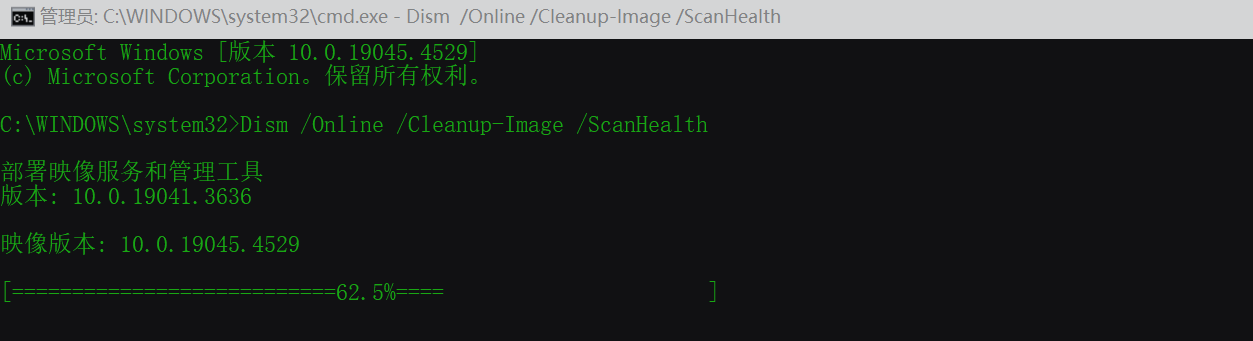 管理员: C:\WINDOWS\system32\cmd.exe - Dism  /Online /Cleanup-Image /ScanHealth
Microsoft Windows [版本 10.0.19045.4529]
(c) Microsoft Corporation。保留所有权利。
C:\WINDOWS\system32>Dism /Online /Cleanup-Image /ScanHealth
部署映像服务和管理工具
版本: 10.0.19041.3636
映像版本: 10.0.19045.4529
[===========================62.5%====                      ]